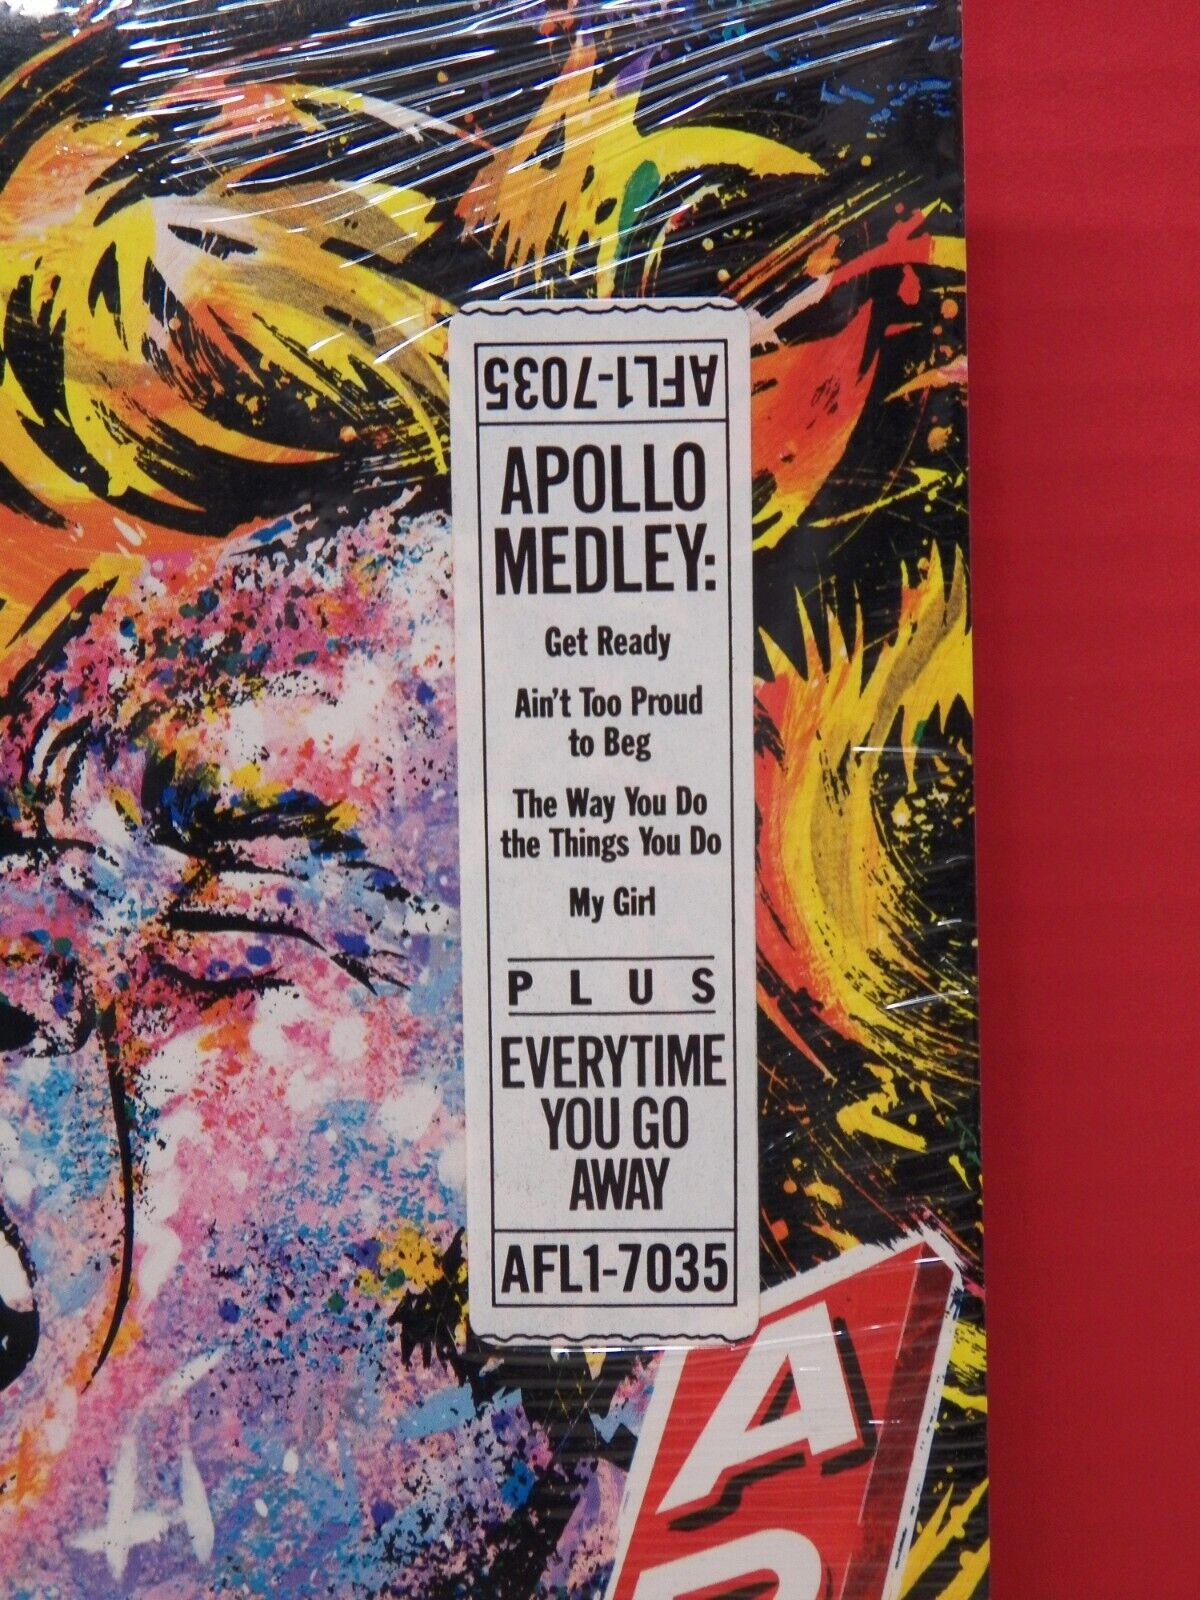 AFL1-7035
APOLLO
MEDLEY:
Get Ready
Ain't Too Proud
to Beg
The Way You Do
the Things You Do
My Girl
PLUS
EVERYTIME
YOU GO
AWAY
AFL1-7035
A